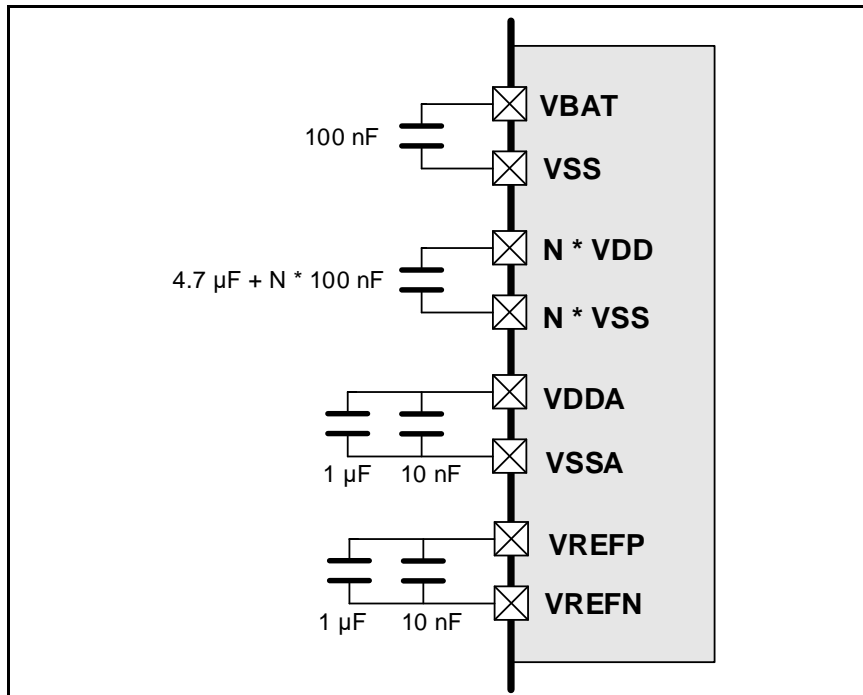 VBAT
100 nF
VSS
N * VDD
4.7 µF + N * 100 nF
N * VSS
VDDA
VSSA
1 µF 10 nF
VREFP
VREFN
1 µF 10 nF